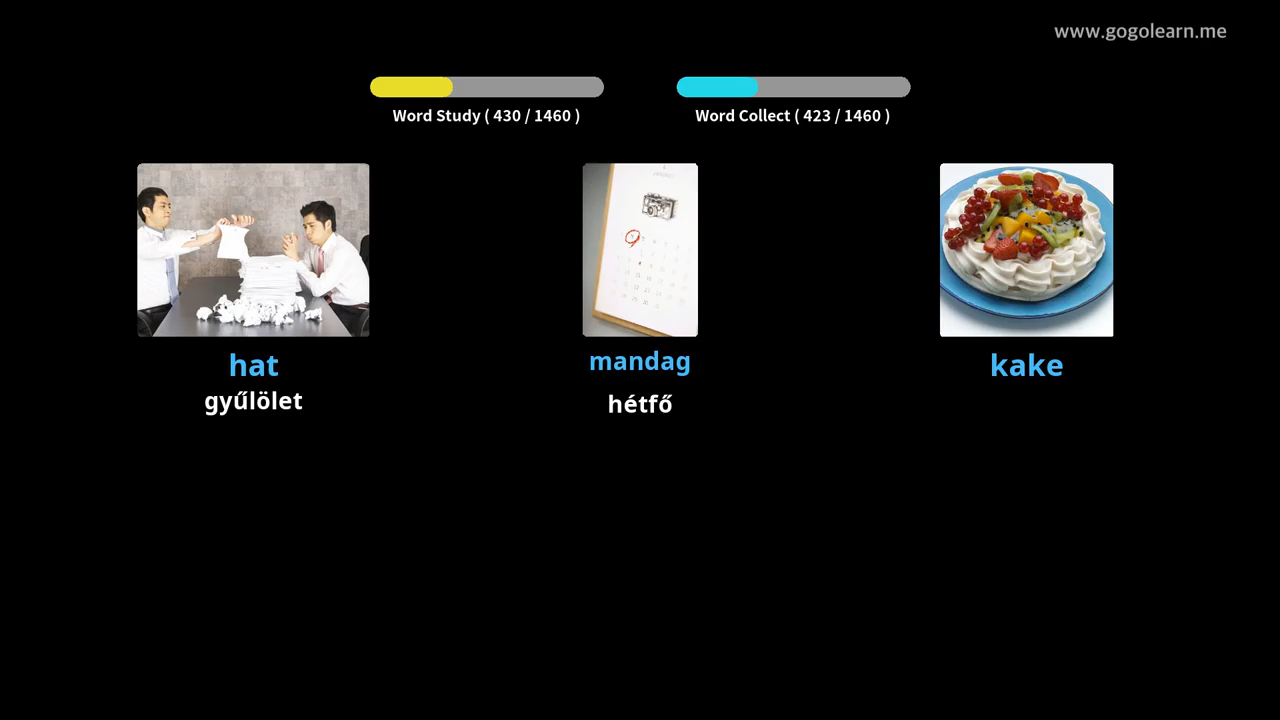 www.gogolearn.me
Word Study ( 430 / 1460 )
Word Collect ( 423 / 1460 )
hat
gyűlölet
mandag
hétfő
kake